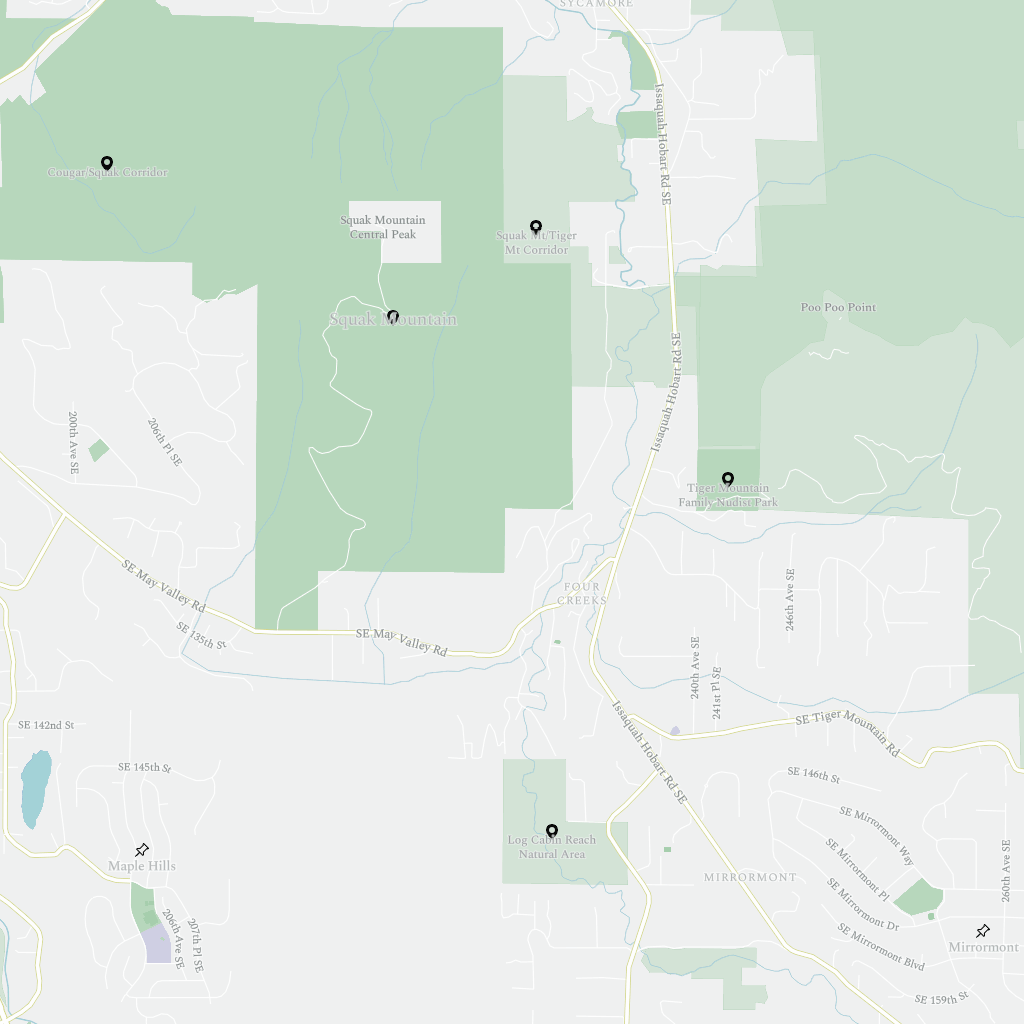 SYCAMORE
Issaquah Hobart Rd SE
Cougar/Squak Corridor
Squak Mountain
Central Peak
Squak Mt/Tiger
Mt Corridor
Squak Mountain
Poo Poo Point
Issaquah Hobart Rd SE
200th Ave SE
206th Pl SE
Tiger Mountain
Family Nudist Park
SE May Valley Rd
FOUR
CREEKS
246th Ave SE
SE 135th St
SE May Valley Rd
240th Ave SE
241st Pl SE
SE 142nd St
Issaquah Hobart Rd SE
SE Tiger Mountain Rd
SE 145th St
SE 146th St
SE Mirrormont Way
Log Cabin Reach
Natural Area
Maple Hills
SE Mirrormont Pl
MIRRORMONT
260th Ave SE
SE Mirrormont Dr
206th Ave SE
207th Pl SE
SE Mirrormont Blvd
Mirrormont
SE 159th St